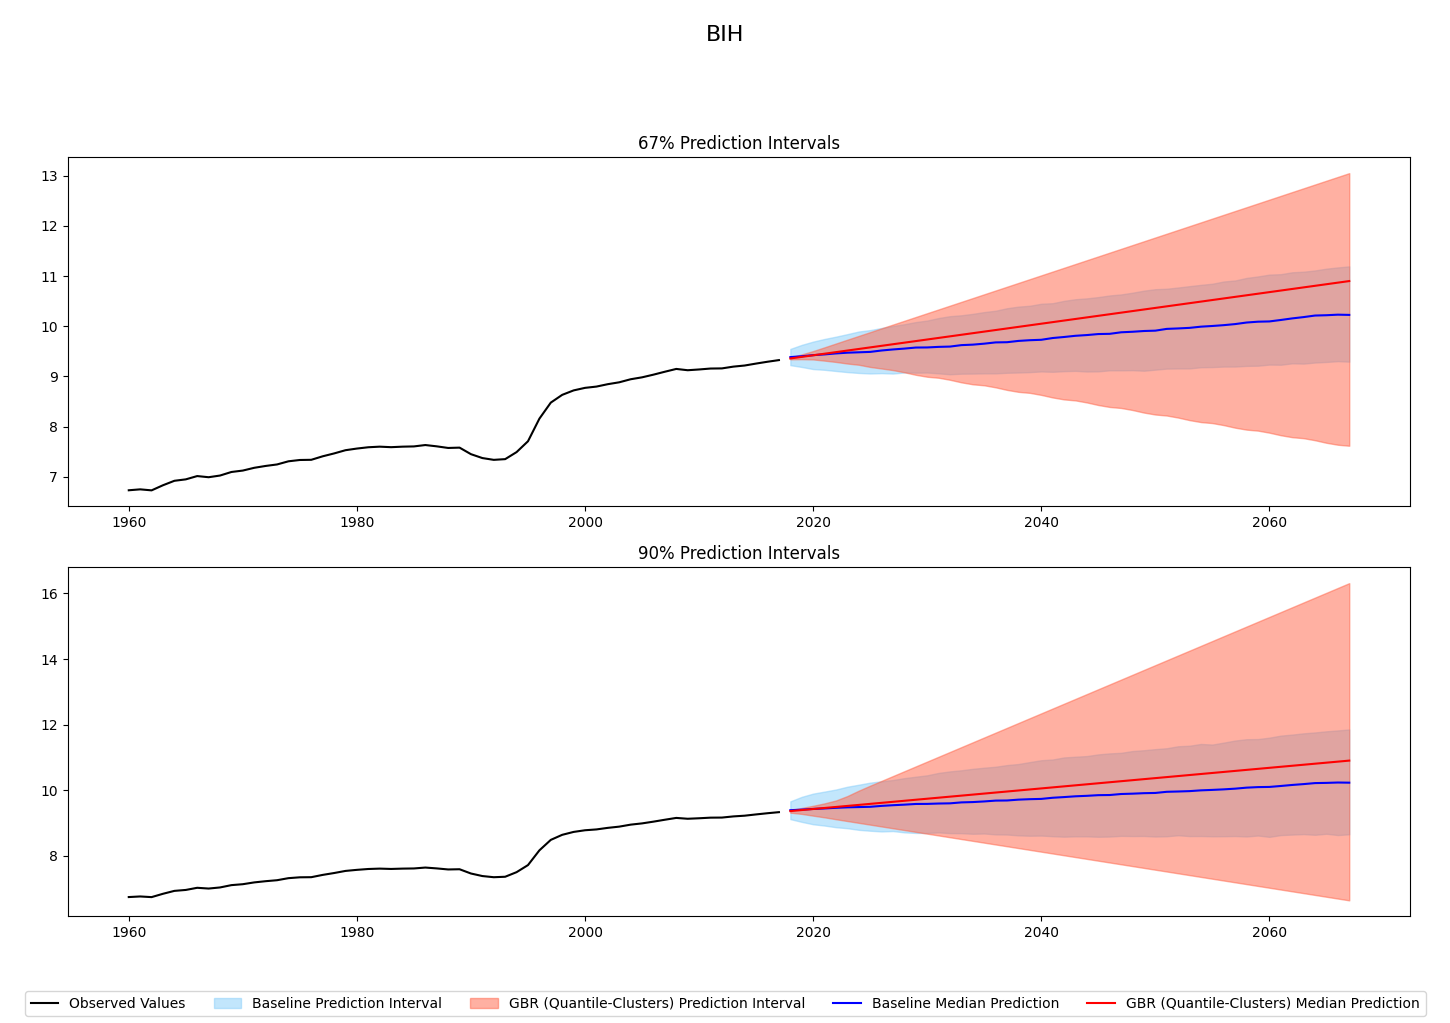 BIH
67% Prediction Intervals
13
12
11
10
9
8
7
1960 1980 2000 2020 2040 2060
90% Prediction Intervals
16
14
12
10
8
1960 1980 2000 2020 2040 2060
Observed Values Baseline Prediction Interval GBR (Quantile-Clusters) Prediction Interval Baseline Median Prediction GBR (Quantile-Clusters) Median Prediction